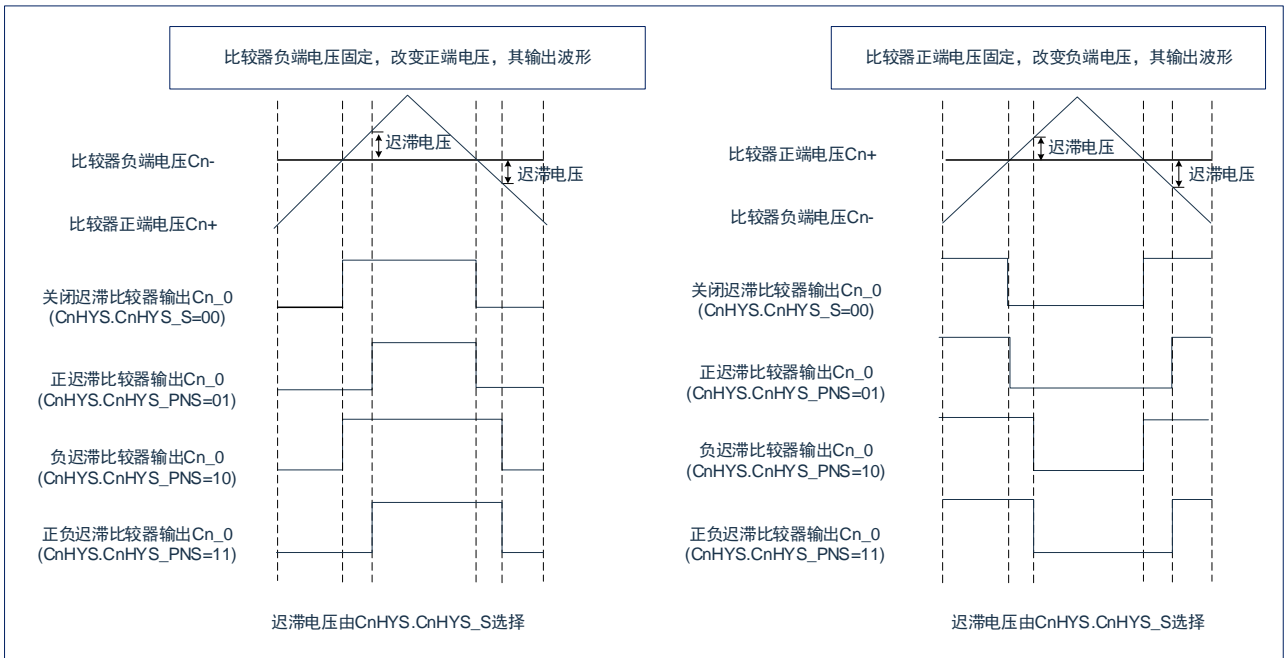 比较器负端电压固定，改变正端电压，其输出波形
迟滞电压
比较器负端电压Cn-
迟滞电压
比较器正端电压Cn+
关闭迟滞比较器输出Cn_0
(CnHYS.CnHYS_S=00)
正迟滞比较器输出Cn_0
(CnHYS.CnHYS_PNS=01)
负迟滞比较器输出Cn_0
(CnHYS.CnHYS_PNS=10)
正负迟滞比较器输出Cn_0
(CnHYS.CnHYS_PNS=11)
迟滞电压由CnHYS.CnHYS_S选择
比较器正端电压固定，改变负端电压，其输出波形
迟滞电压
比较器正端电压Cn+
迟滞电压
比较器负端电压Cn-
关闭迟滞比较器输出Cn_0
(CnHYS.CnHYS_S=00)
正迟滞比较器输出Cn_0
(CnHYS.CnHYS_PNS=01)
负迟滞比较器输出Cn_0
(CnHYS.CnHYS_PNS=10)
正负迟滞比较器输出Cn_0
(CnHYS.CnHYS_PNS=11)
迟滞电压由CnHYS.CnHYS_S选择